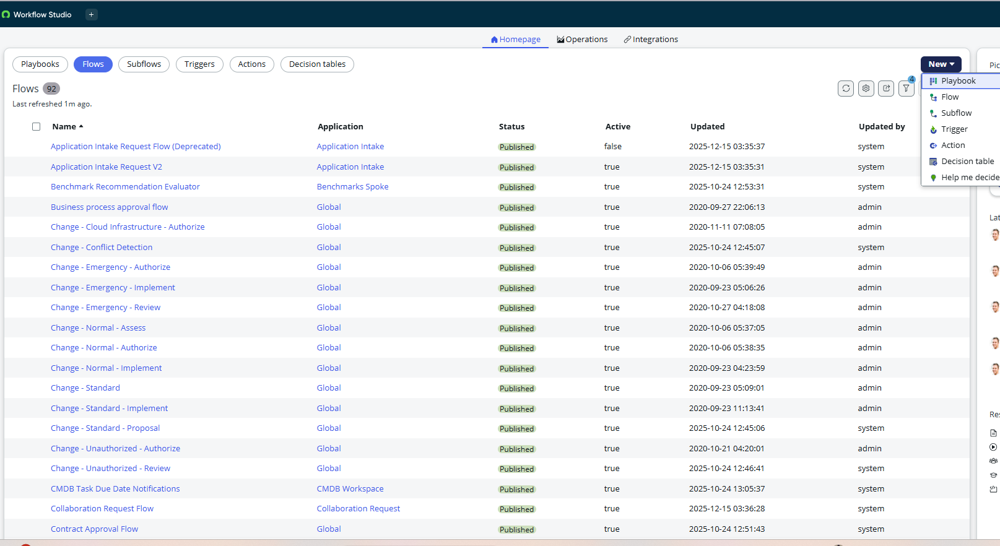 Workflow Studio +
Homepage Operations Integrations
Playbooks Flows Subflows Triggers Actions Decision tables New
Flows 92
Last refreshed 1m ago.
4
Playbook
Flow
Subflow
Trigger
Action
Decision table
Help me decide
Name Application Status Active Updated Updated by
Application Intake Request Flow (Deprecated) Application Intake Published false 2025-12-15 03:35:37 system
Application Intake Request V2 Application Intake Published true 2025-12-15 03:35:31 system
Benchmark Recommendation Evaluator Benchmarks Spoke Published true 2025-10-24 12:53:31 system
Business process approval flow Global Published true 2020-09-27 22:06:13 admin
Change - Cloud Infrastructure - Authorize Global Published true 2020-11-11 07:08:05 admin
Change - Conflict Detection Global Published true 2025-10-24 12:45:07 system
Change - Emergency - Authorize Global Published true 2020-10-06 05:39:49 admin
Change - Emergency - Implement Global Published true 2020-09-23 05:06:26 admin
Change - Emergency - Review Global Published true 2020-10-27 04:18:08 admin
Change - Normal - Assess Global Published true 2020-10-06 05:37:05 admin
Change - Normal - Authorize Global Published true 2020-10-06 05:38:35 admin
Change - Normal - Implement Global Published true 2020-09-23 04:23:59 admin
Change - Standard Global Published true 2020-09-23 05:09:01 admin
Change - Standard - Implement Global Published true 2020-09-23 11:13:41 admin
Change - Standard - Proposal Global Published true 2025-10-24 12:45:06 system
Change - Unauthorized - Authorize Global Published true 2020-10-21 04:20:01 admin
Change - Unauthorized - Review Global Published true 2025-10-24 12:46:41 system
CMDB Task Due Date Notifications CMDB Workspace Published true 2025-10-24 13:05:37 system
Collaboration Request Flow Collaboration Request Published true 2025-12-15 03:36:28 system
Contract Approval Flow Global Published true 2025-10-24 12:51:43 system